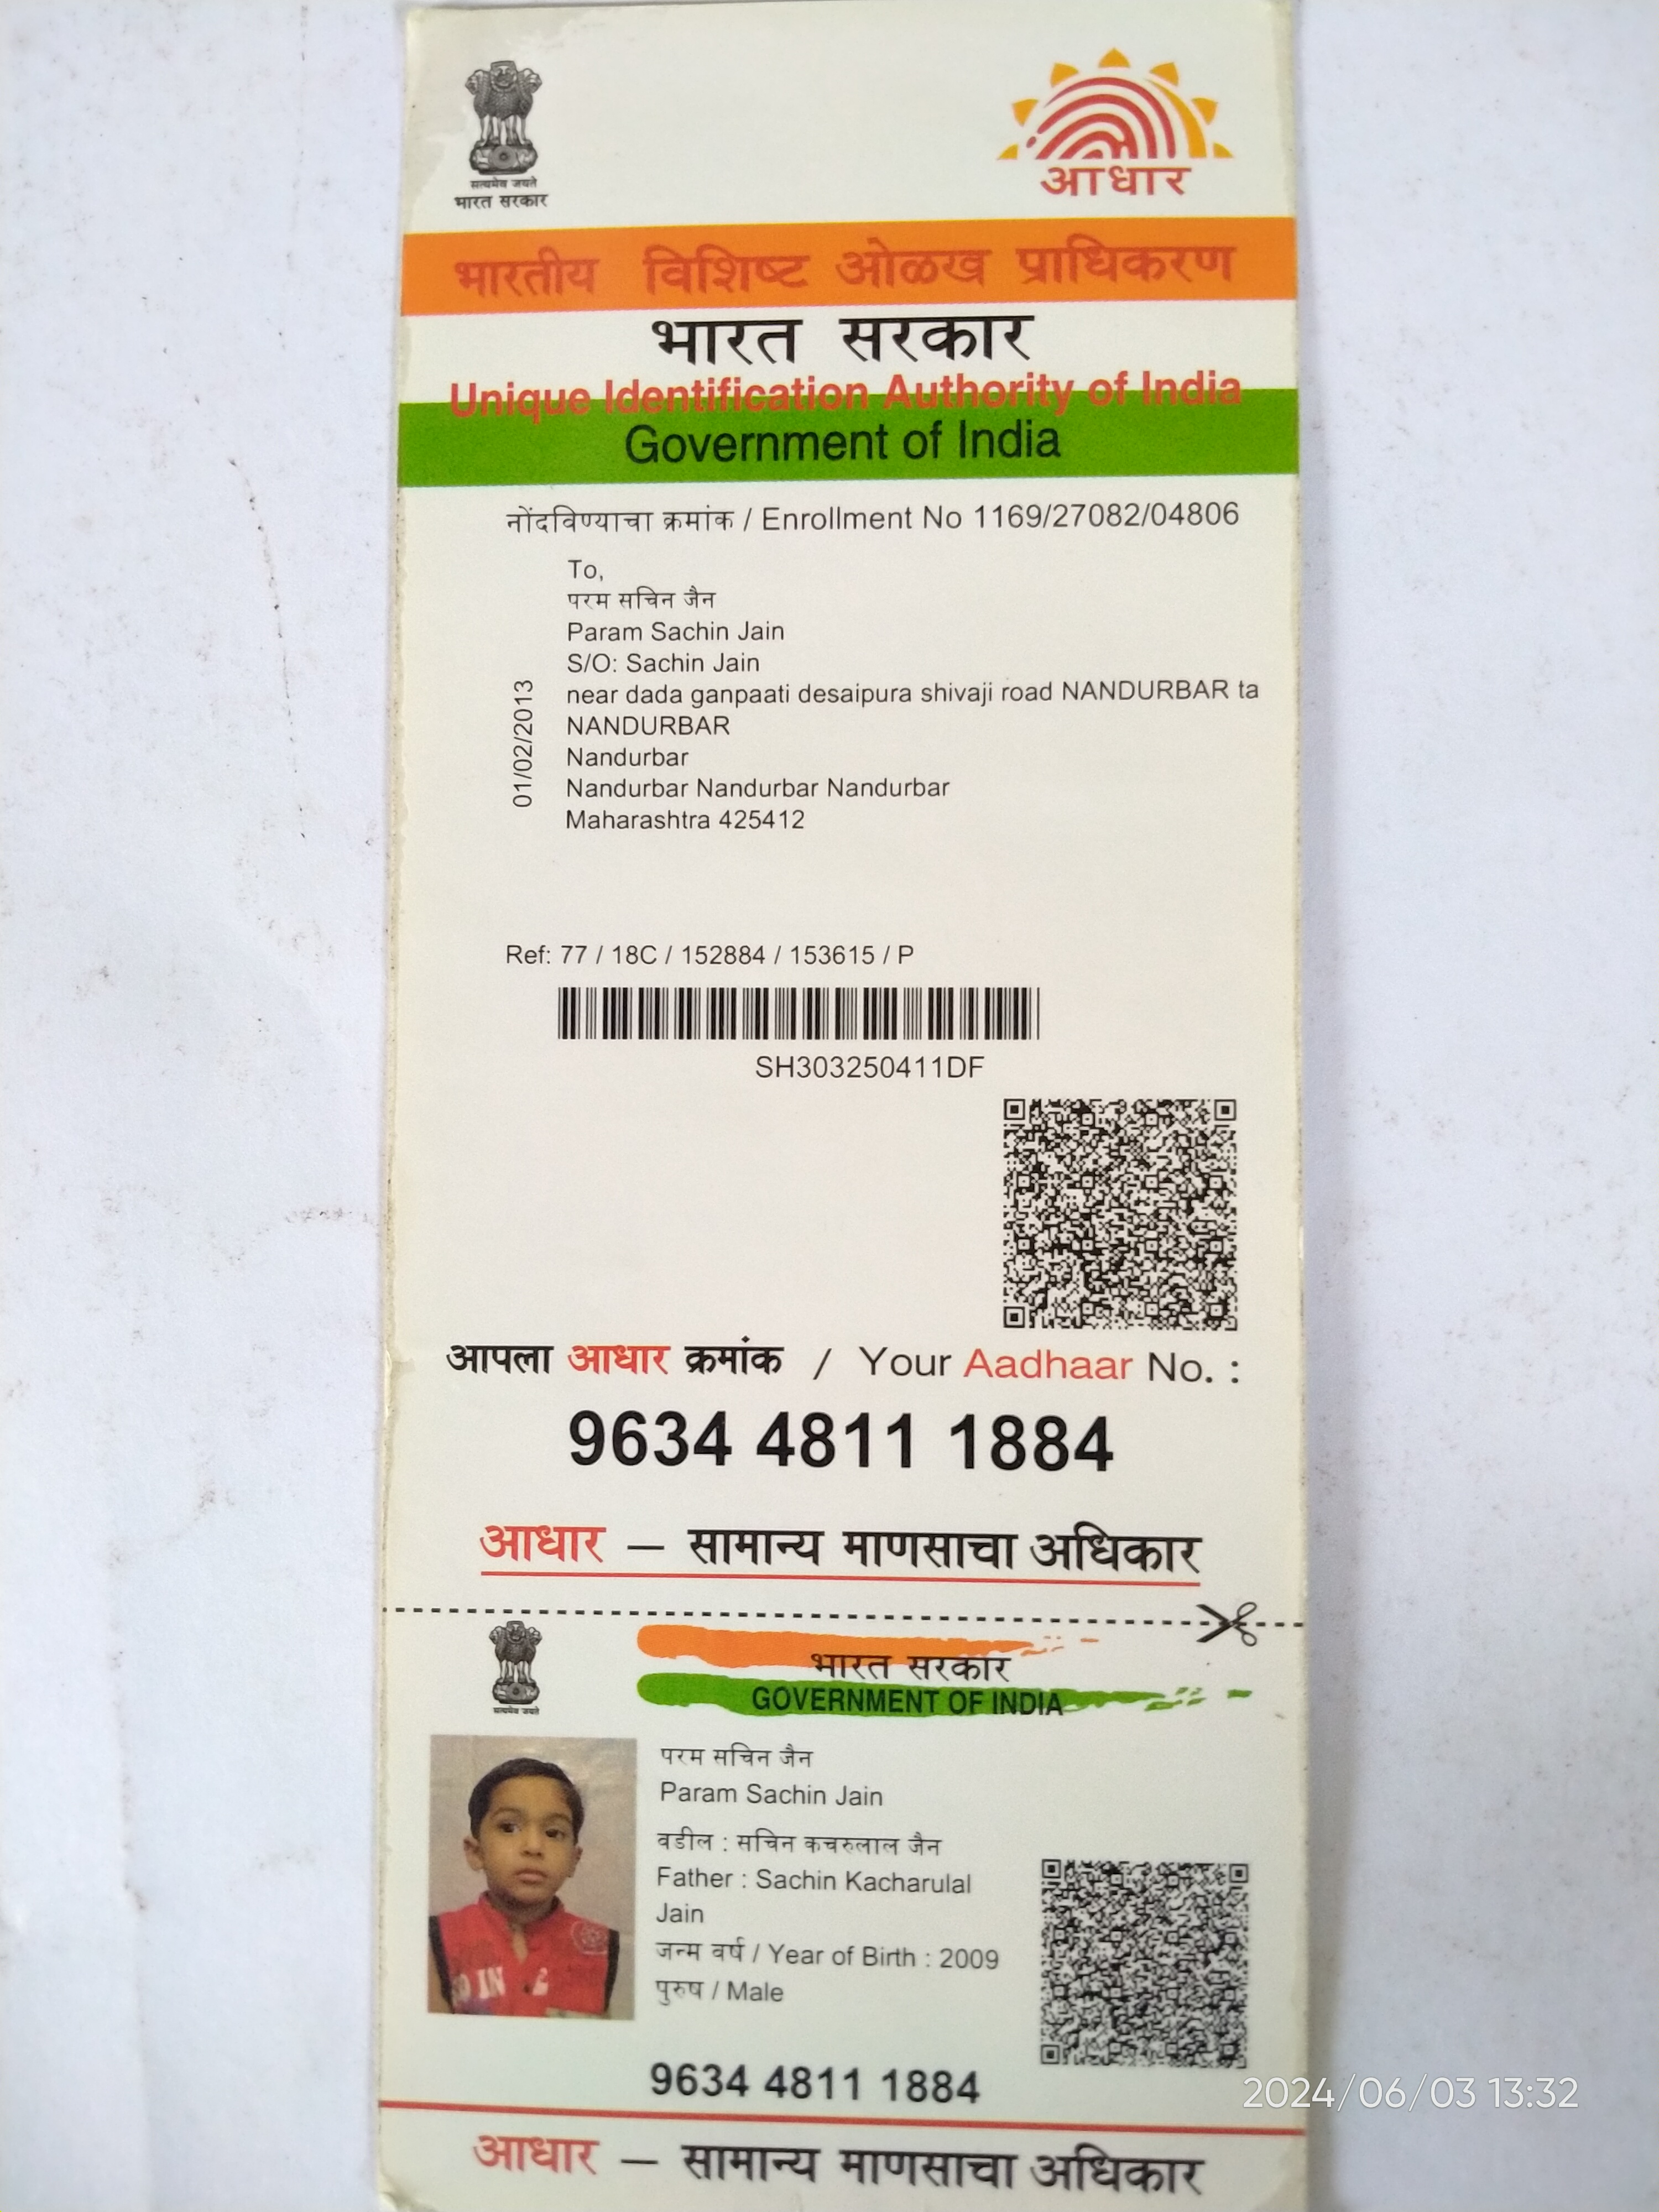 सत्यमेव जयते
भारत सरकार
आधार
भारतीय विशिष्ट ओळख प्राधिकरण
भारत सरकार
Unique Identification Authority of India
Government of India
नोंदविण्याचा क्रमांक / Enrollment No 1169/27082/04806
To,
परम सचिन जैन
Param Sachin Jain
S/O: Sachin Jain
near dada ganpaati desaipura shivaji road NANDURBAR ta
NANDURBAR
Nandurbar
Nandurbar Nandurbar Nandurbar
Maharashtra 425412
01/02/2013
Ref: 77 / 18C / 152884 / 153615 / P
SH303250411DF
आपला आधार क्रमांक / Your Aadhaar No. :
9634 4811 1884
आधार – सामान्य माणसाचा अधिकार
सत्यमेव जयते
भारत सरकार
GOVERNMENT OF INDIA
परम सचिन जैन
Param Sachin Jain
वडील : सचिन कचरुलाल जैन
Father : Sachin Kacharulal
Jain
जन्म वर्ष / Year of Birth : 2009
पुरुष / Male
9634 4811 1884
2024/06/03 13:32
आधार – सामान्य माणसाचा अधिकार